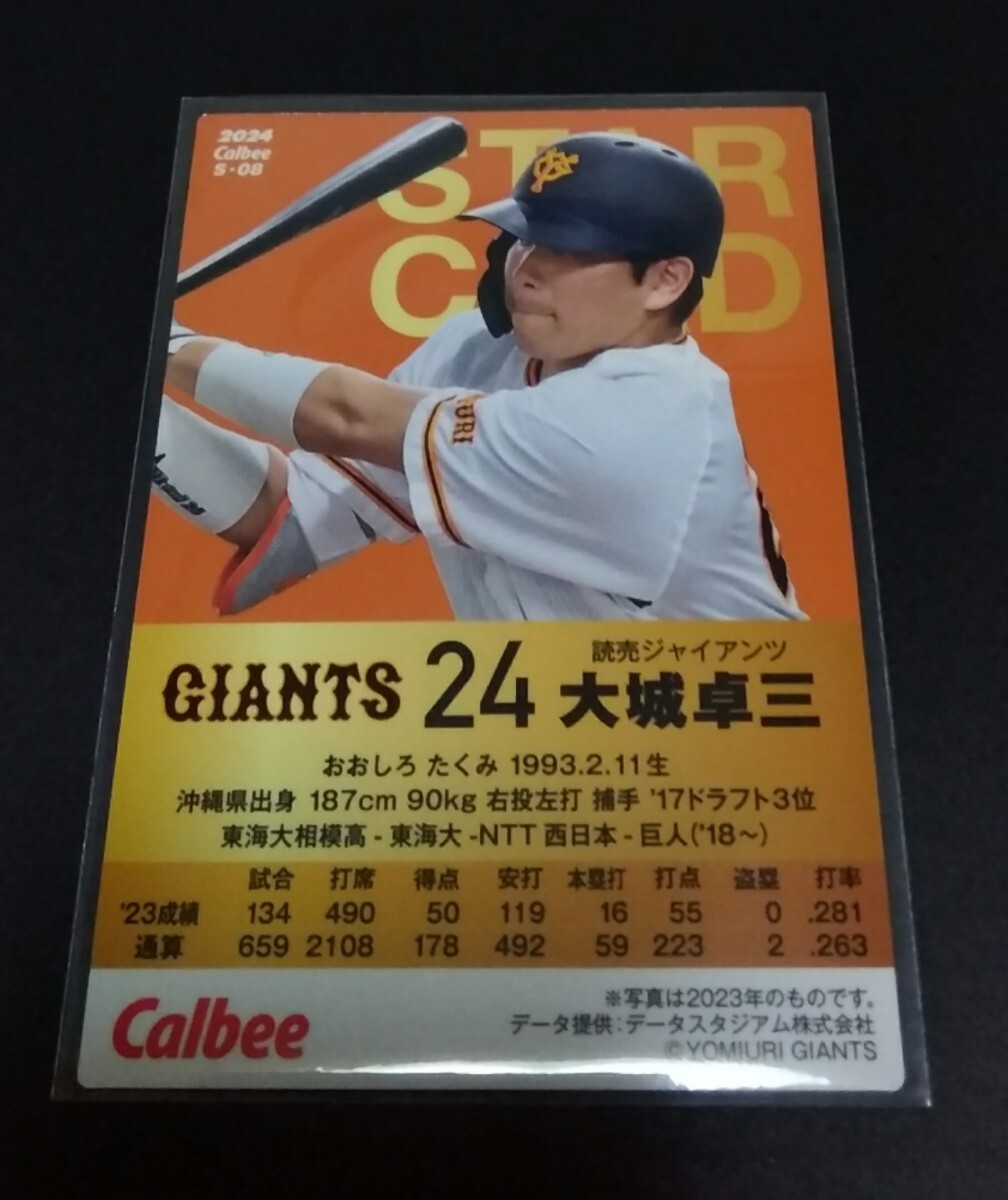 2024
Calbee
S・08
STAR
C D
URI
GIANTS 24 読売ジャイアンツ
大城卓三
おおしろ たくみ 1993.2.11生
沖縄県出身 187cm 90kg 右投左打 捕手 '17ドラフト3位
東海大相模高 - 東海大 -NTT 西日本 - 巨人('18〜)
試合 打席 得点 安打 本塁打 打点 盗塁 打率
'23成績 134 490 50 119 16 55 0 .281
通算 659 2108 178 492 59 223 2 .263
Calbee
※写真は2023年のものです。
データ提供:データスタジアム株式会社
©YOMIURI GIANTS